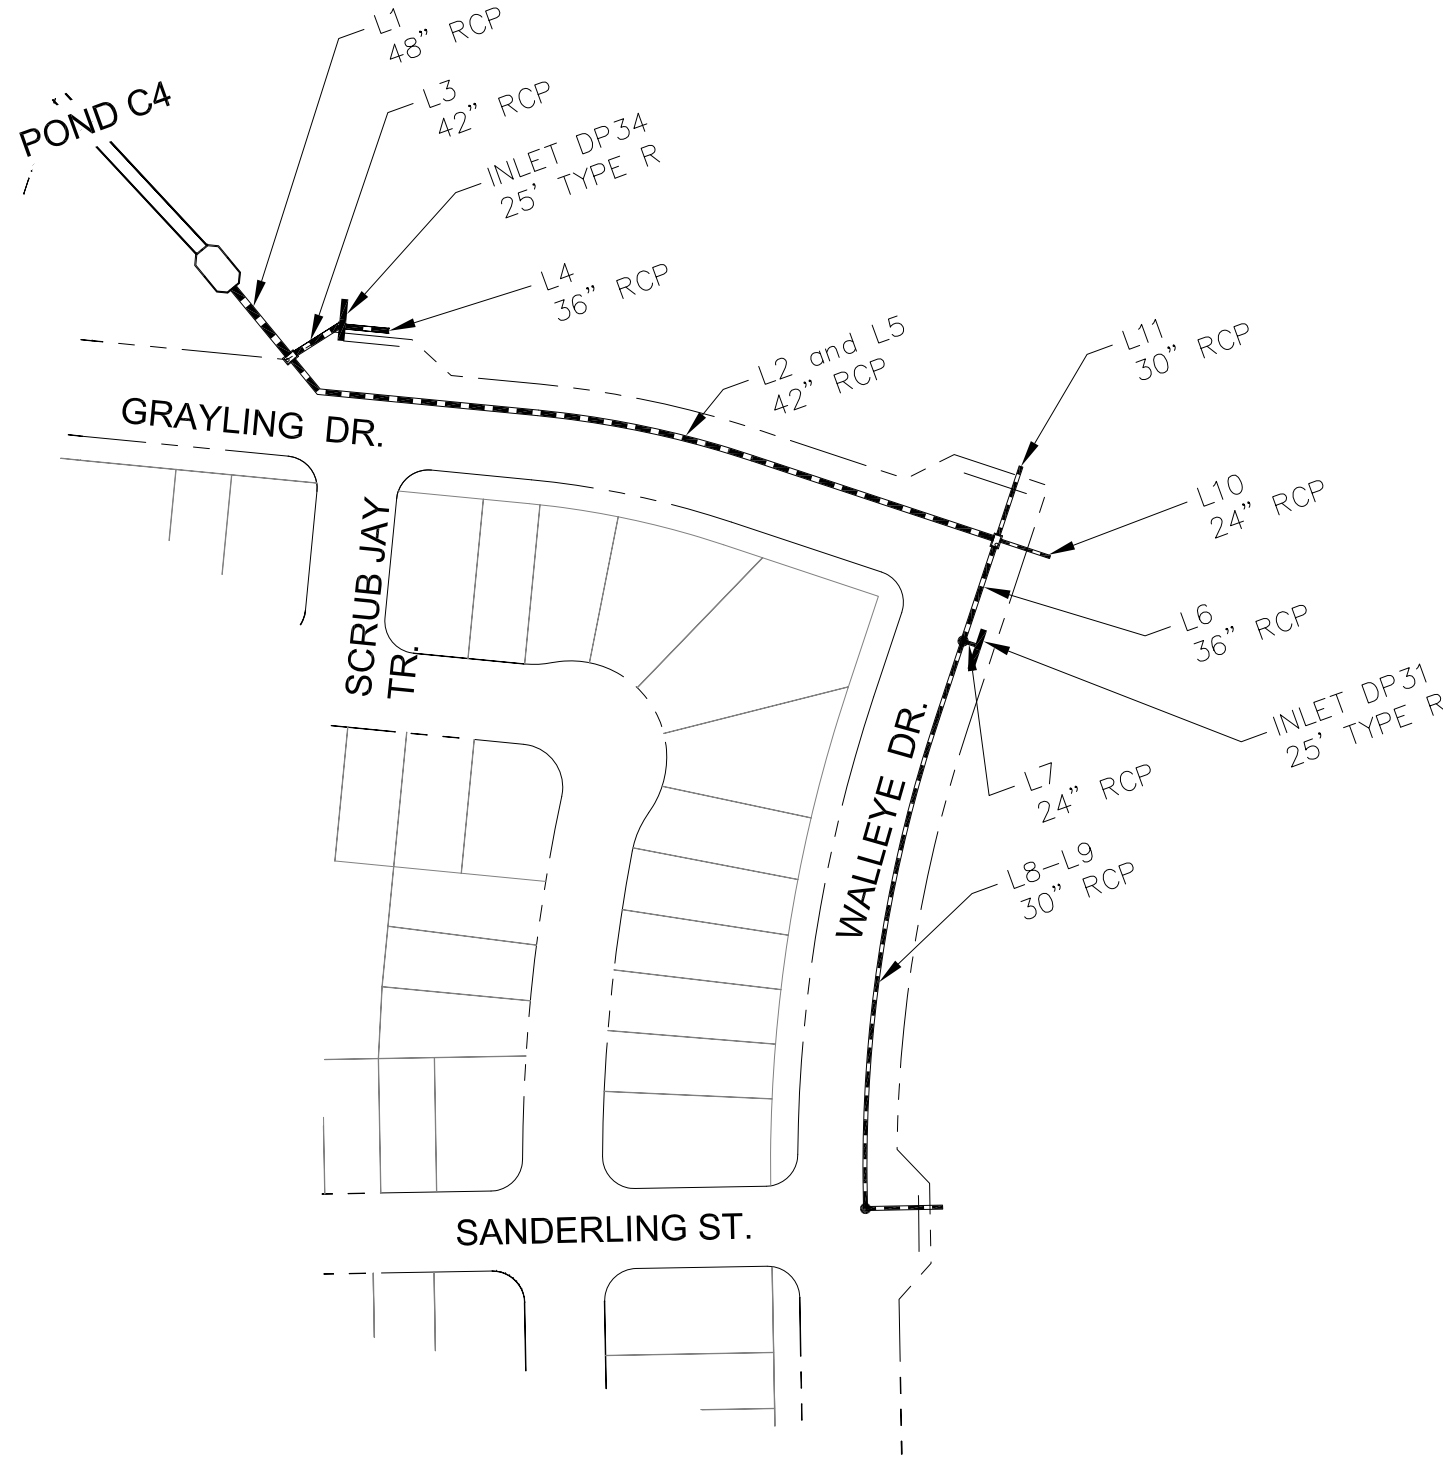 L1
48” RCP
POND C4
L3
42” RCP
INLET DP34
25’ TYPE R
L4
36” RCP
L2 and L5
42” RCP
L11
30” RCP
GRAYLING DR.
L10
24” RCP
SCRUB JAY
TR.
L6
36” RCP
INLET DP31
25’ TYPE R
L7
24” RCP
WALLEYE DR.
L8-L9
30” RCP
SANDERLING ST.